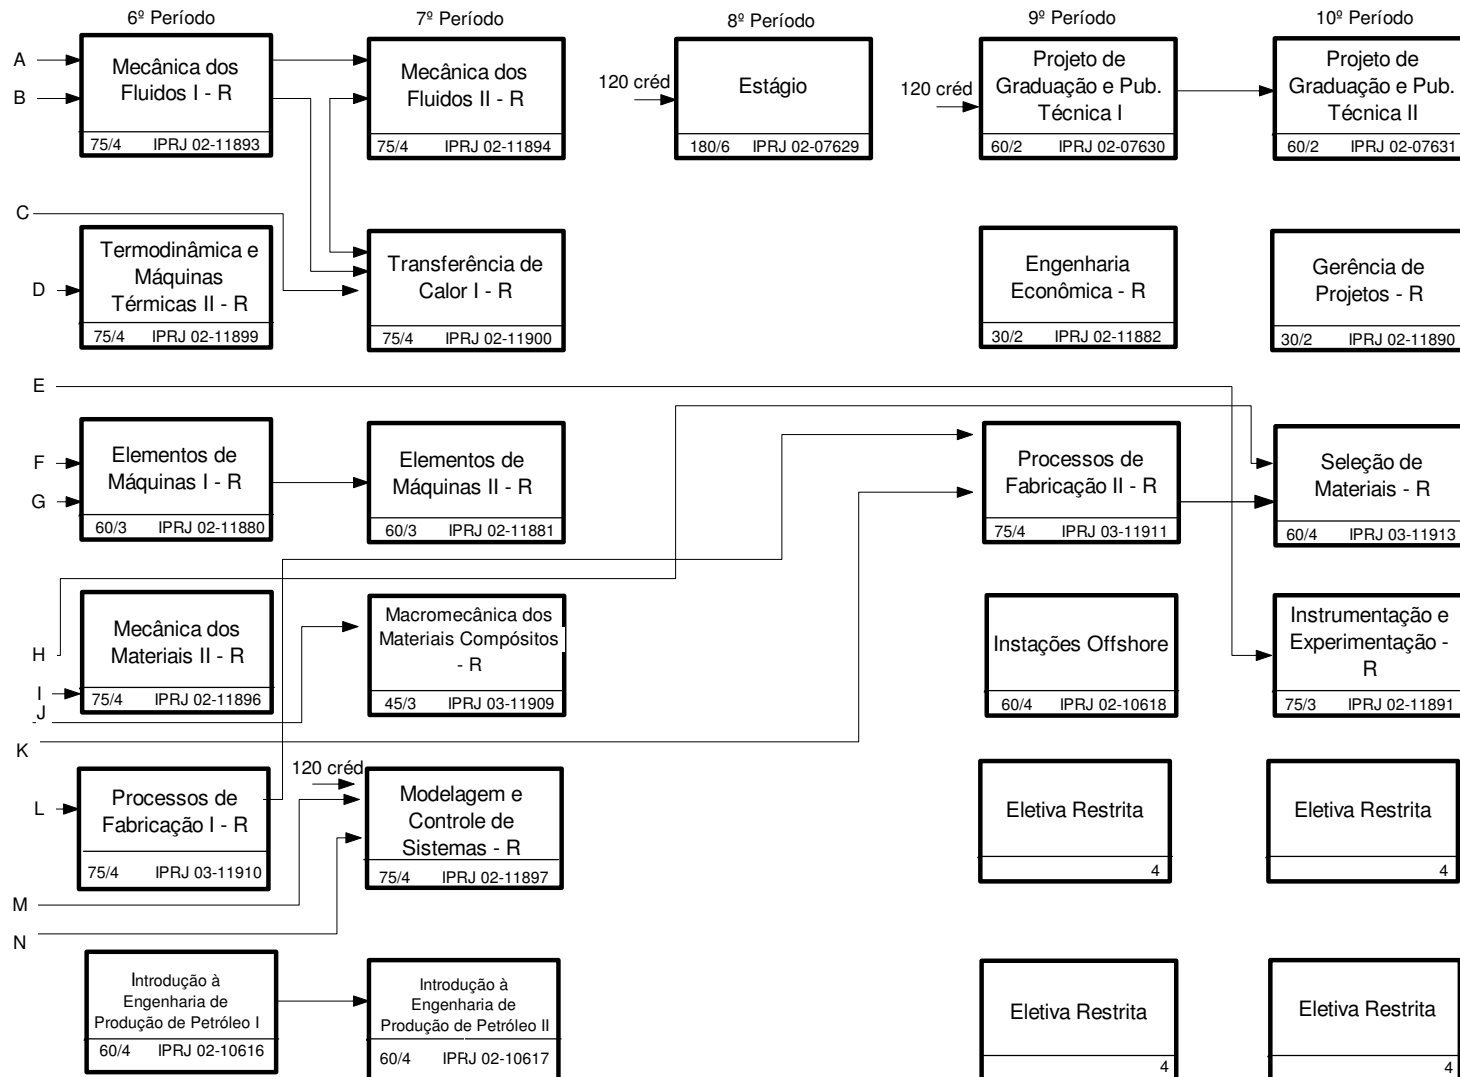 6º Período
7º Período
8º Período
9º Período
10º Período
A
B
Mecânica dos
Fluidos I - R
75/4 IPRJ 02-11893
Mecânica dos
Fluidos II - R
75/4 IPRJ 02-11894
120 créd
Estágio
180/6 IPRJ 02-07629
120 créd
Projeto de
Graduação e Pub.
Técnica I
60/2 IPRJ 02-07630
Projeto de
Graduação e Pub.
Técnica II
60/2 IPRJ 02-07631
C
D
Termodinâmica e
Máquinas
Térmicas II - R
75/4 IPRJ 02-11899
Transferência de
Calor I - R
75/4 IPRJ 02-11900
Engenharia
Econômica - R
30/2 IPRJ 02-11882
Gerência de
Projetos - R
30/2 IPRJ 02-11890
E
F
G
Elementos de
Máquinas I - R
60/3 IPRJ 02-11880
Elementos de
Máquinas II - R
60/3 IPRJ 02-11881
Processos de
Fabricação II - R
75/4 IPRJ 03-11911
Seleção de
Materiais - R
60/4 IPRJ 03-11913
H
I
J
Mecânica dos
Materiais II - R
75/4 IPRJ 02-11896
Macromecânica dos
Materiais Compósitos
- R
45/3 IPRJ 03-11909
Instações Offshore
60/4 IPRJ 02-10618
Instrumentação e
Experimentação -
R
75/3 IPRJ 02-11891
K
L
Processos de
Fabricação I - R
75/4 IPRJ 03-11910
120 créd
Modelagem e
Controle de
Sistemas - R
75/4 IPRJ 02-11897
Eletiva Restrita
4
Eletiva Restrita
4
M
N
Introdução à
Engenharia de
Produção de Petróleo I
60/4 IPRJ 02-10616
Introdução à
Engenharia de
Produção de Petróleo II
60/4 IPRJ 02-10617
Eletiva Restrita
4
Eletiva Restrita
4